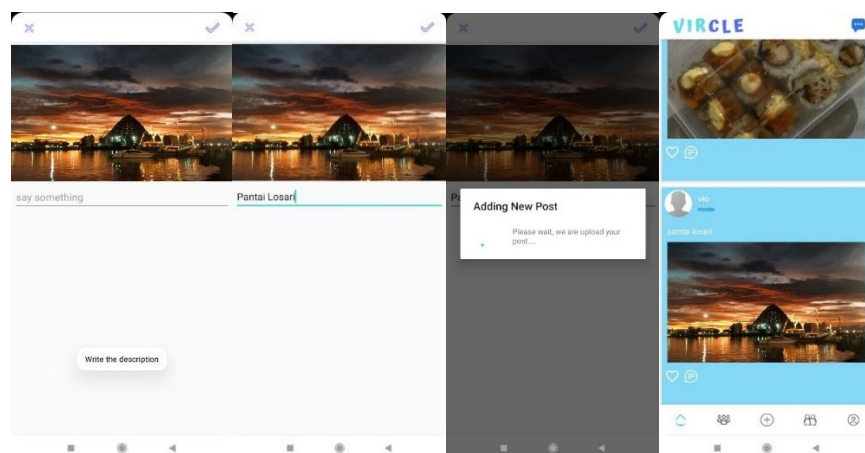 say something
Write the description
Pantai Losari
Adding New Post
Please wait, we are upload your
post....
VIRCLE
vio
pantai losari